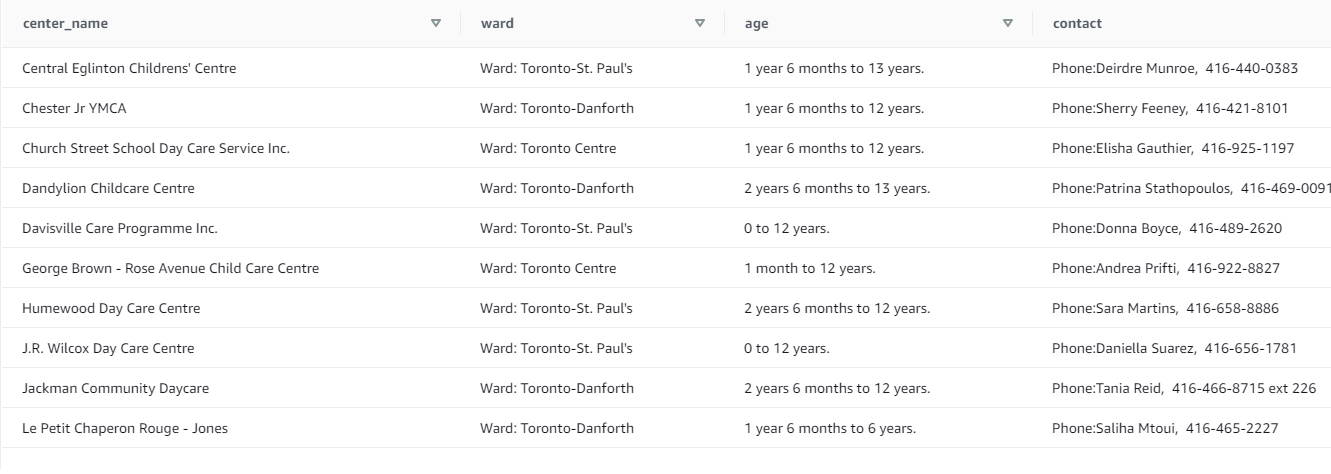 center_name ward age contact
Central Eglinton Childrens' Centre Ward: Toronto-St. Paul's 1 year 6 months to 13 years. Phone:Deirdre Munroe, 416-440-0383
Chester Jr YMCA Ward: Toronto-Danforth 1 year 6 months to 12 years. Phone:Sherry Feeney, 416-421-8101
Church Street School Day Care Service Inc. Ward: Toronto Centre 1 year 6 months to 12 years. Phone:Elisha Gauthier, 416-925-1197
Dandylion Childcare Centre Ward: Toronto-Danforth 2 years 6 months to 13 years. Phone:Patrina Stathopoulos, 416-469-0091
Davisville Care Programme Inc. Ward: Toronto-St. Paul's 0 to 12 years. Phone:Donna Boyce, 416-489-2620
George Brown - Rose Avenue Child Care Centre Ward: Toronto Centre 1 month to 12 years. Phone:Andrea Prifti, 416-922-8827
Humewood Day Care Centre Ward: Toronto-St. Paul's 2 years 6 months to 12 years. Phone:Sara Martins, 416-658-8886
J.R. Wilcox Day Care Centre Ward: Toronto-St. Paul's 0 to 12 years. Phone:Daniella Suarez, 416-656-1781
Jackman Community Daycare Ward: Toronto-Danforth 2 years 6 months to 12 years. Phone:Tania Reid, 416-466-8715 ext 226
Le Petit Chaperon Rouge - Jones Ward: Toronto-Danforth 1 year 6 months to 6 years. Phone:Saliha Mtoui, 416-465-2227